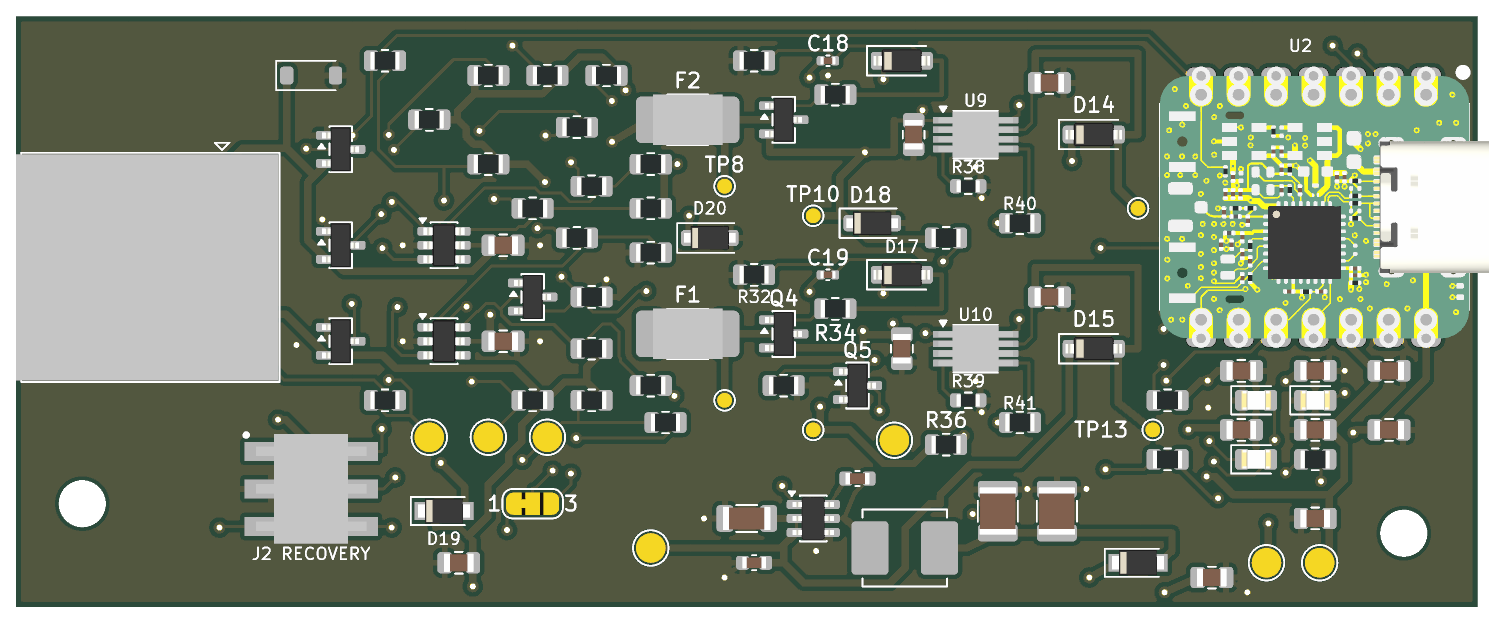 C18
U2
F2
U9
D14
TP8
R38
TP10
D18
R40
D20
D17
C19
R32
F1
Q4
U10
D15
R34
Q5
R39
R41
R36
TP13
1
3
D19
J2 RECOVERY